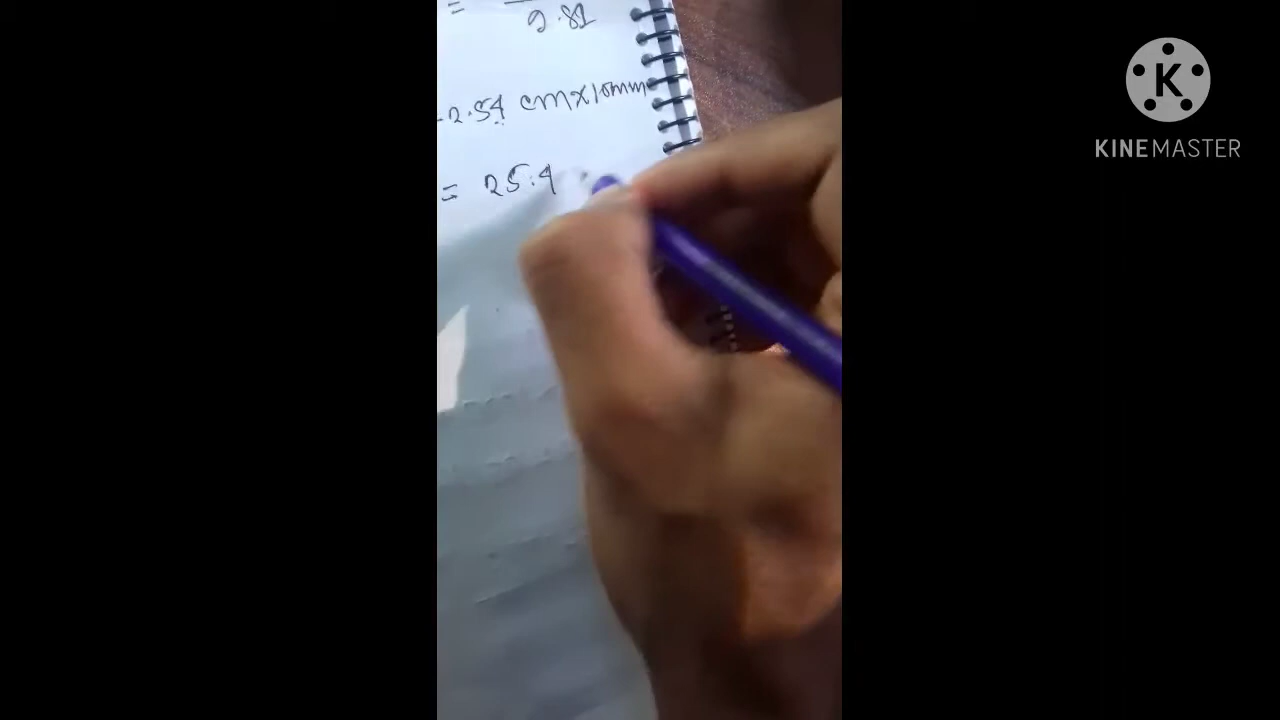 =
9.81
=2.54 cm×10mm
= 25.4
KINEMASTER